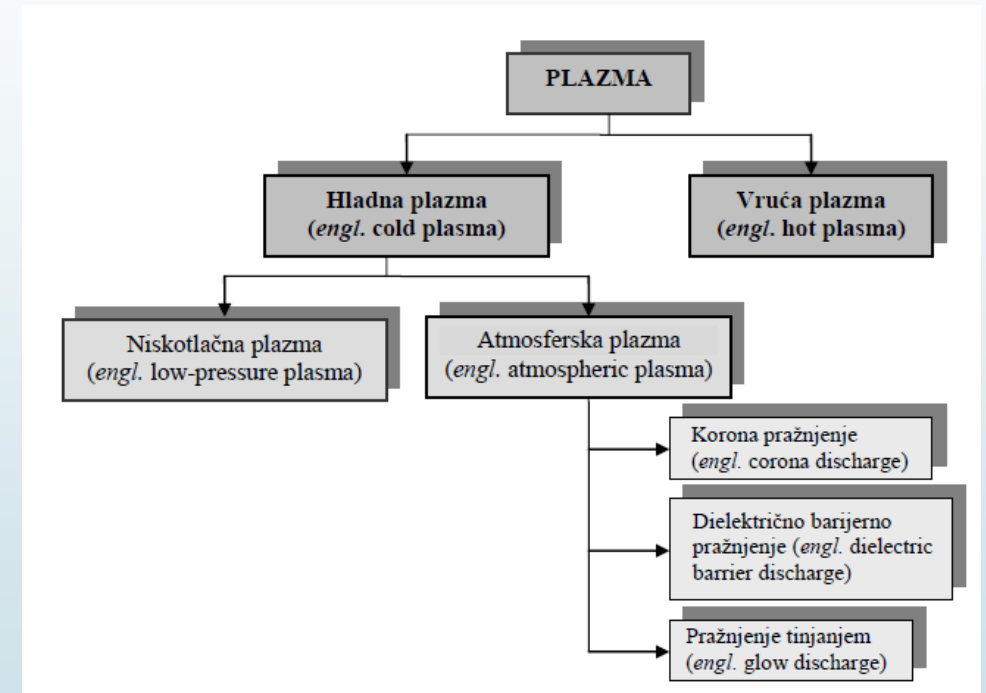 PLAZMA
Hladna plazma
(engl. cold plasma)
Vruća plazma
(engl. hot plasma)
Niskotlačna plazma
(engl. low-pressure plasma)
Atmosferska plazma
(engl. atmospheric plasma)
Korona pražnjenje
(engl. corona discharge)
Dielektrično barijerno
pražnjenje (engl. dielectric
barrier discharge)
Pražnjenje tinjanjem
(engl. glow discharge)